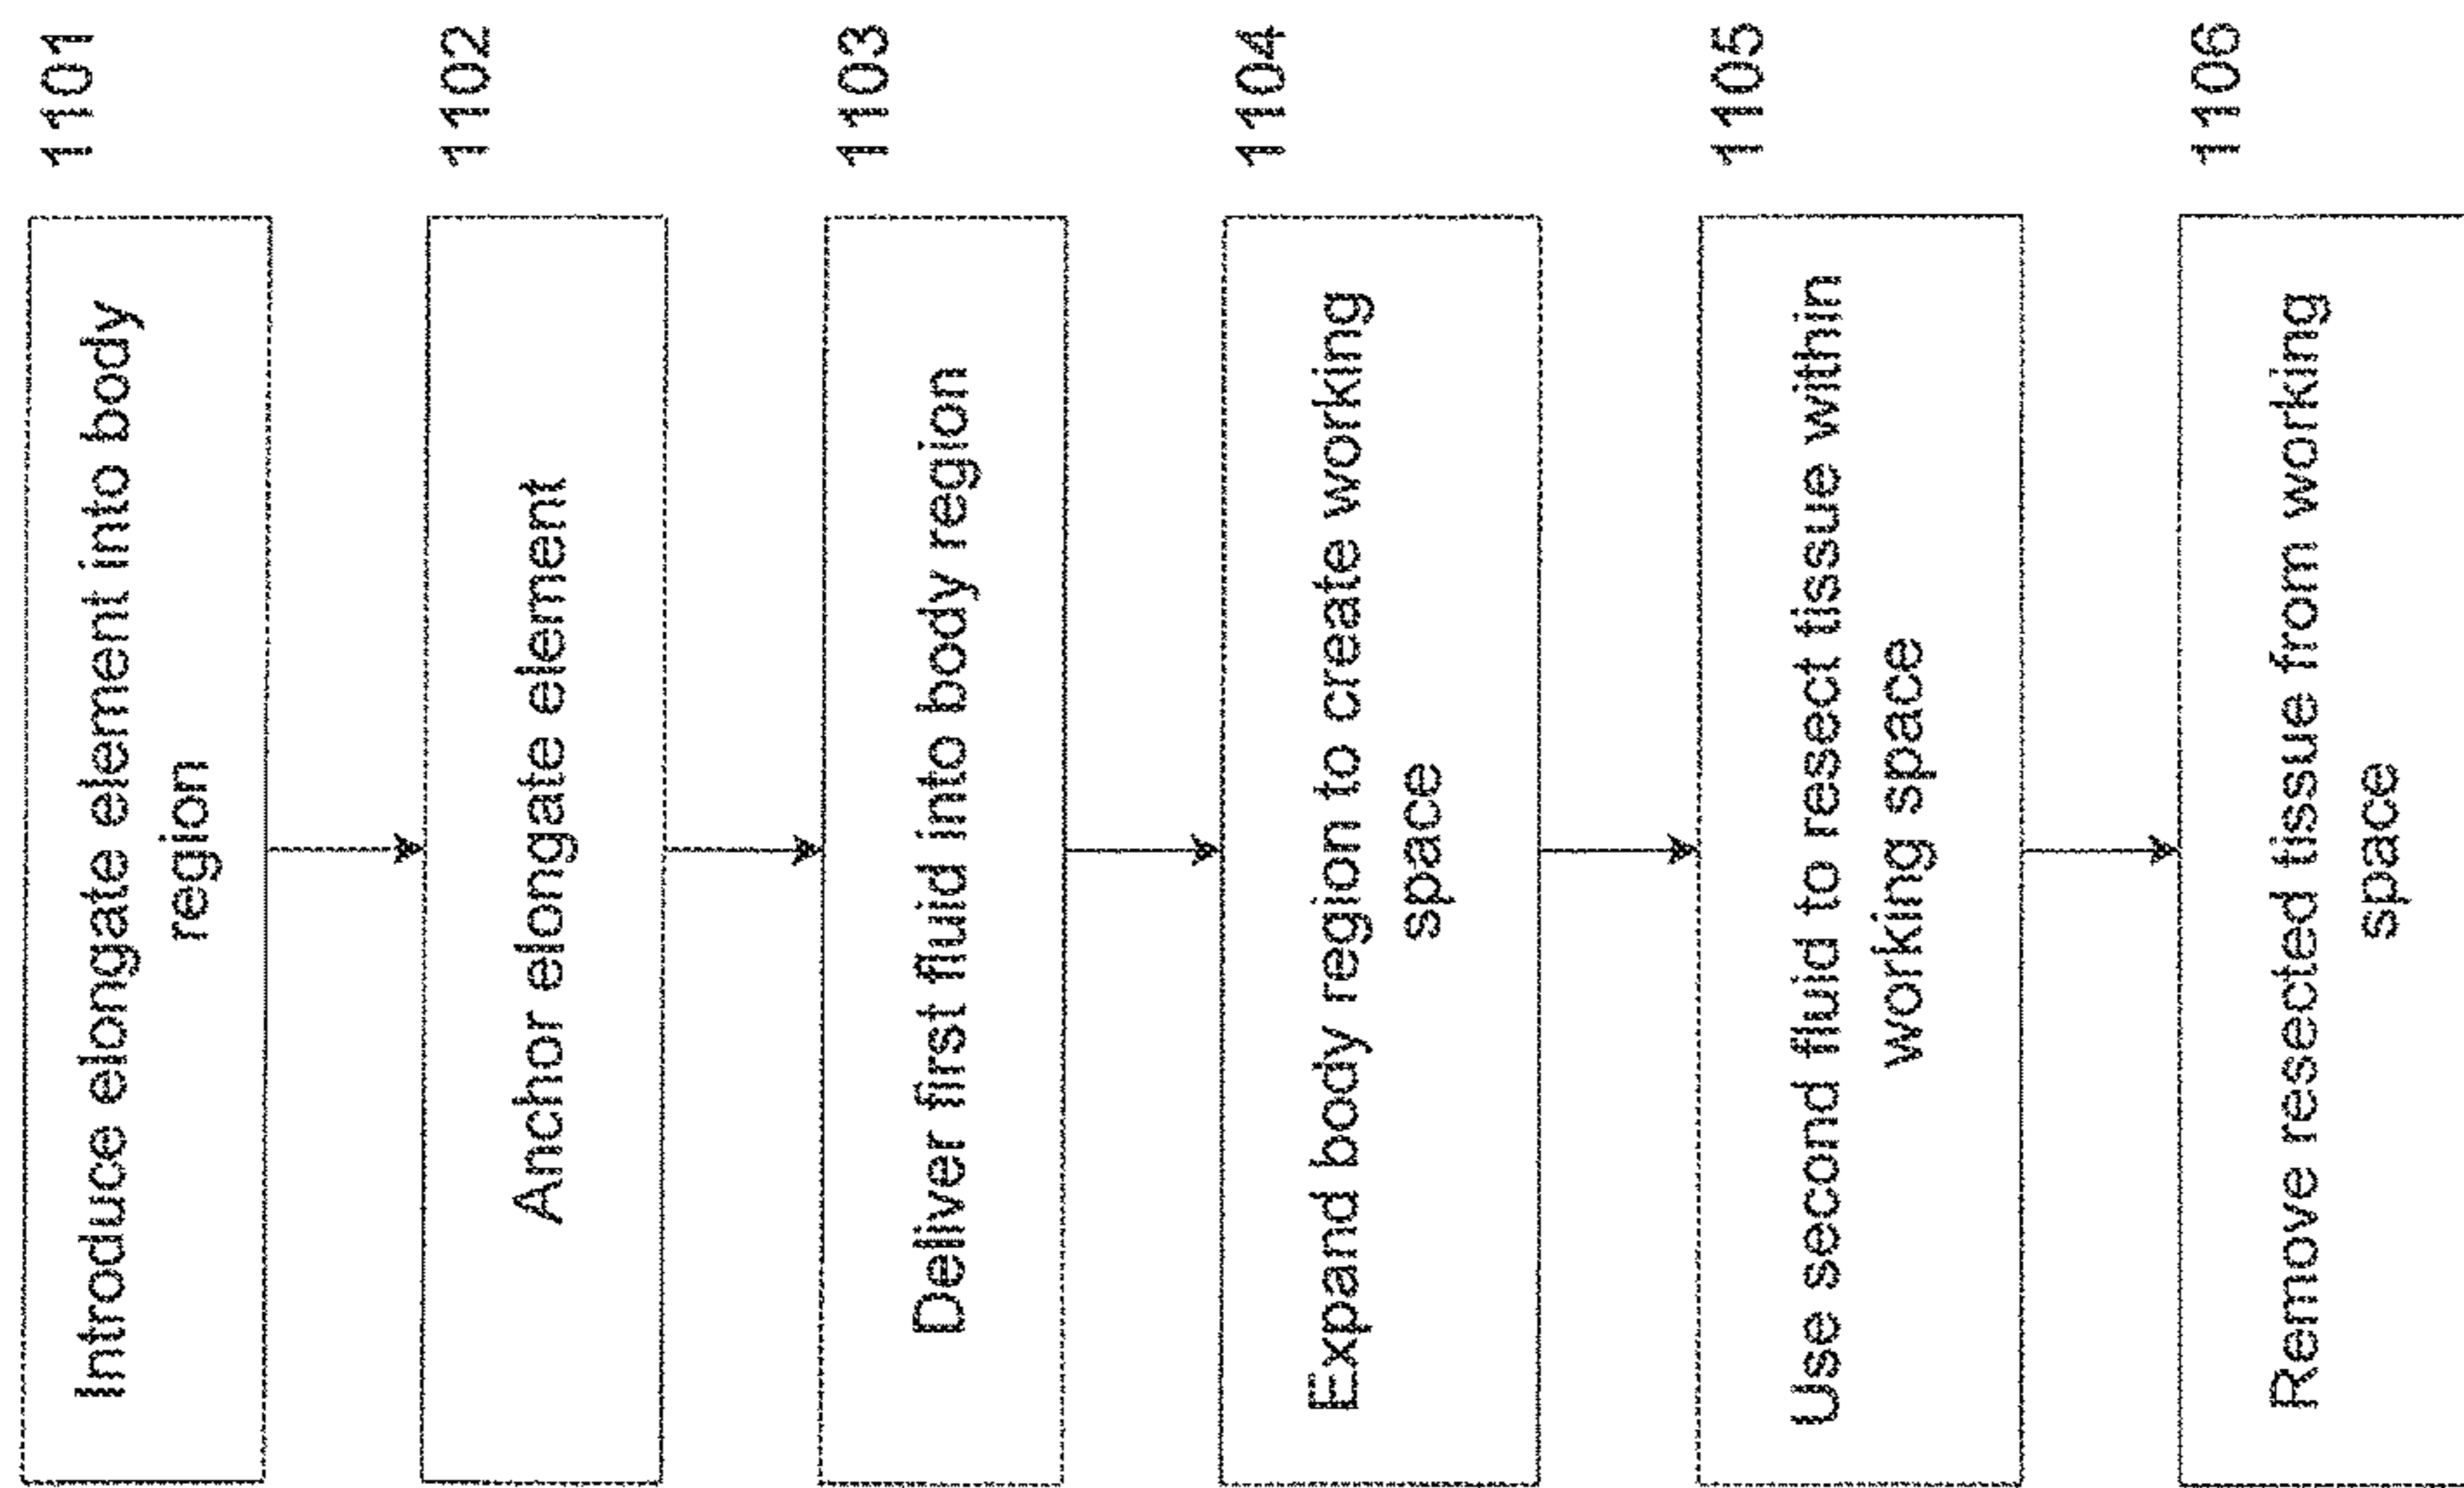 Introduce elongate element into body
region
1101
Anchor elongate element
1102
Deliver first fluid into body region
1103
Expand body region to create working
space
1104
Use second fluid to resect tissue within
working space
1105
Remove resected tissue from working
space
1106